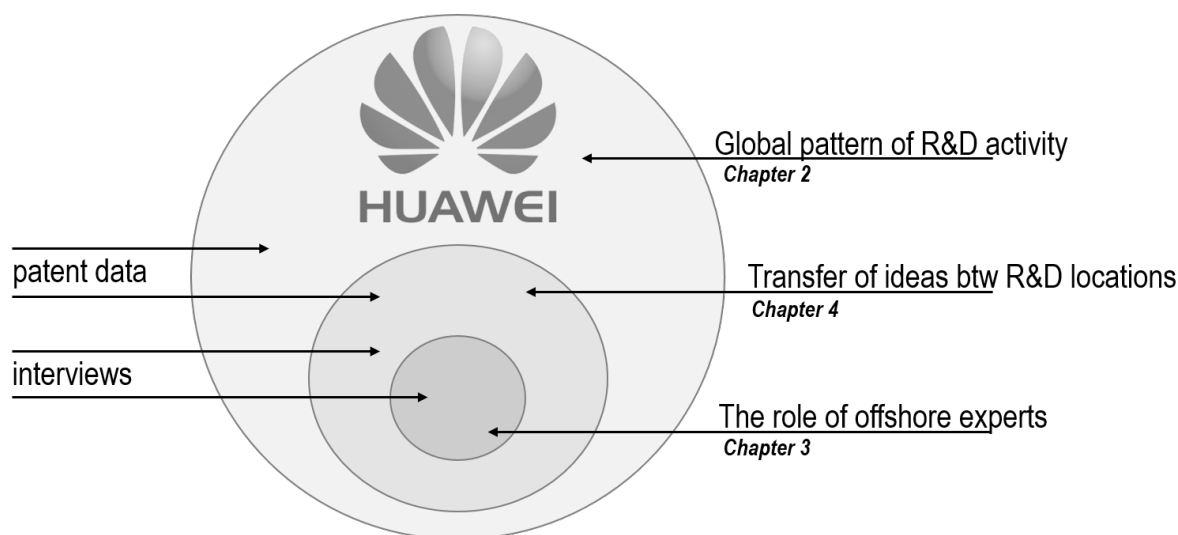 HUAWEI
Global pattern of R&D activity
Chapter 2
patent data
Transfer of ideas btw R&D locations
Chapter 4
interviews
The role of offshore experts
Chapter 3